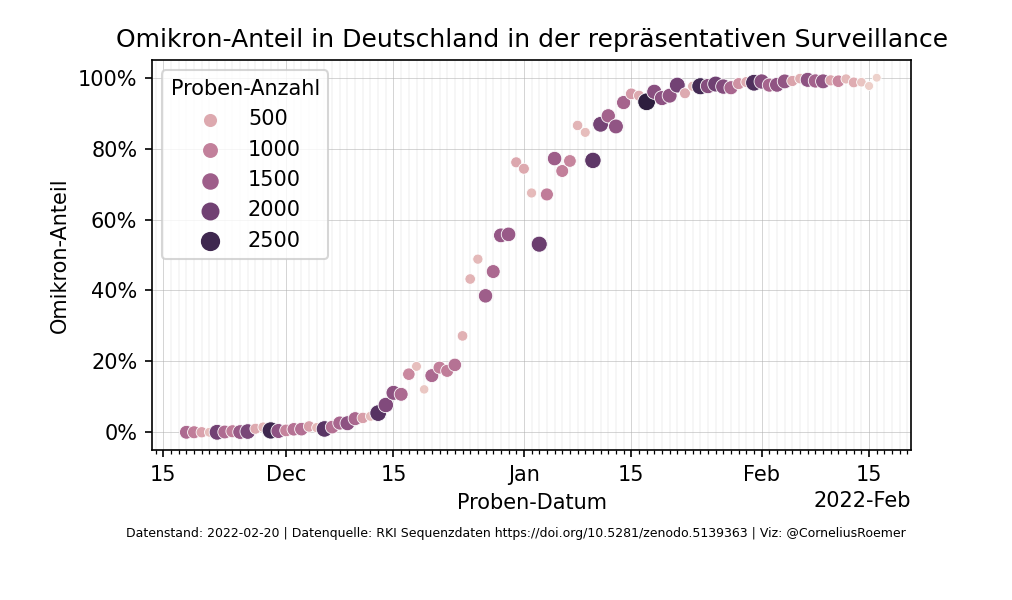 Omikron-Anteil in Deutschland in der repräsentativen Surveillance
100%
80%
60%
40%
20%
0%
Omikron-Anteil
Proben-Anzahl
500
1000
1500
2000
2500
15 Dec 15 Jan 15 Feb 15
Proben-Datum
2022-Feb
Datenstand: 2022-02-20 | Datenquelle: RKI Sequenzdaten https://doi.org/10.5281/zenodo.5139363 | Viz: @CorneliusRoemer